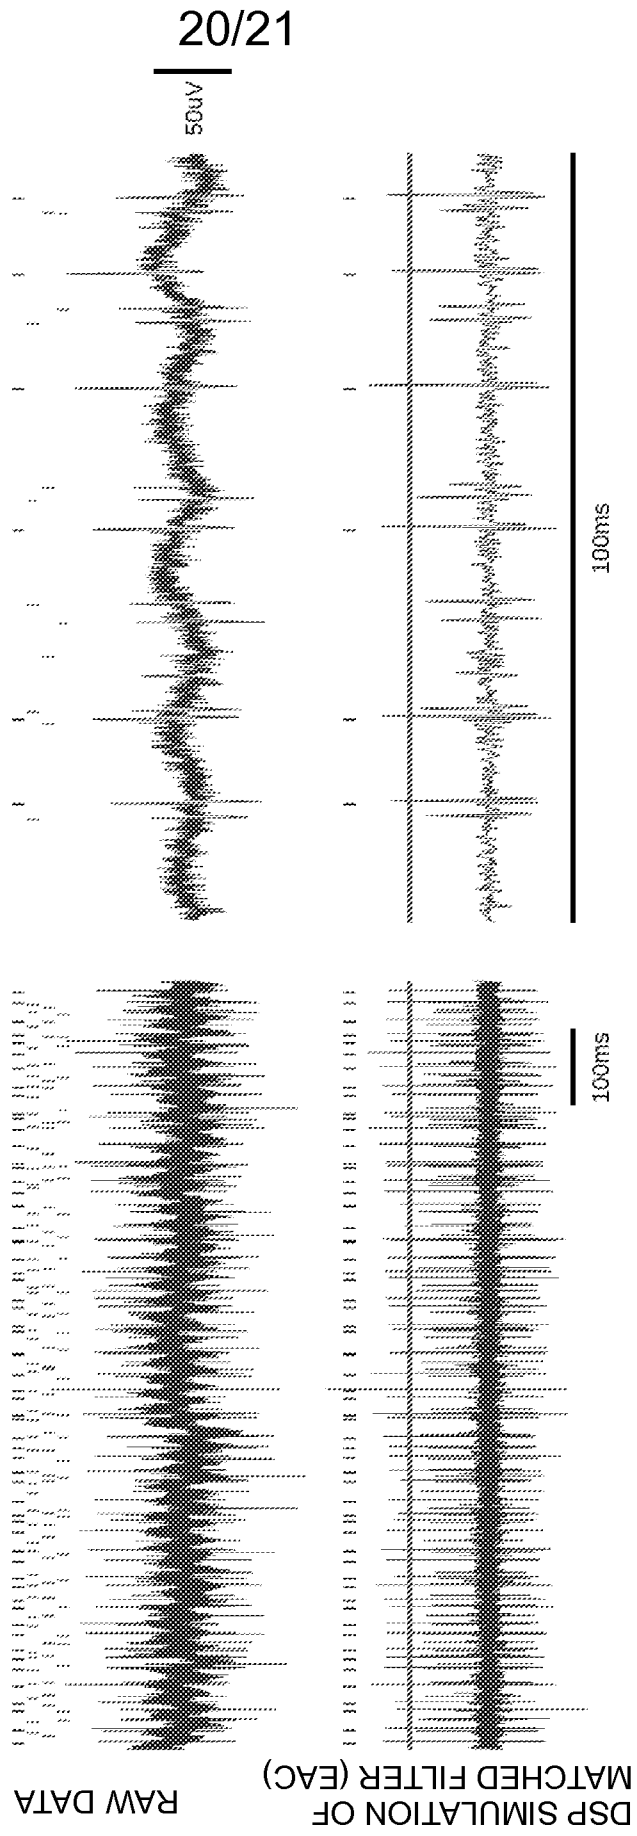 20/21
50uV
100ms
100ms
RAW DATA
DSP SIMULATION OF
MATCHED FILTER (EAC)